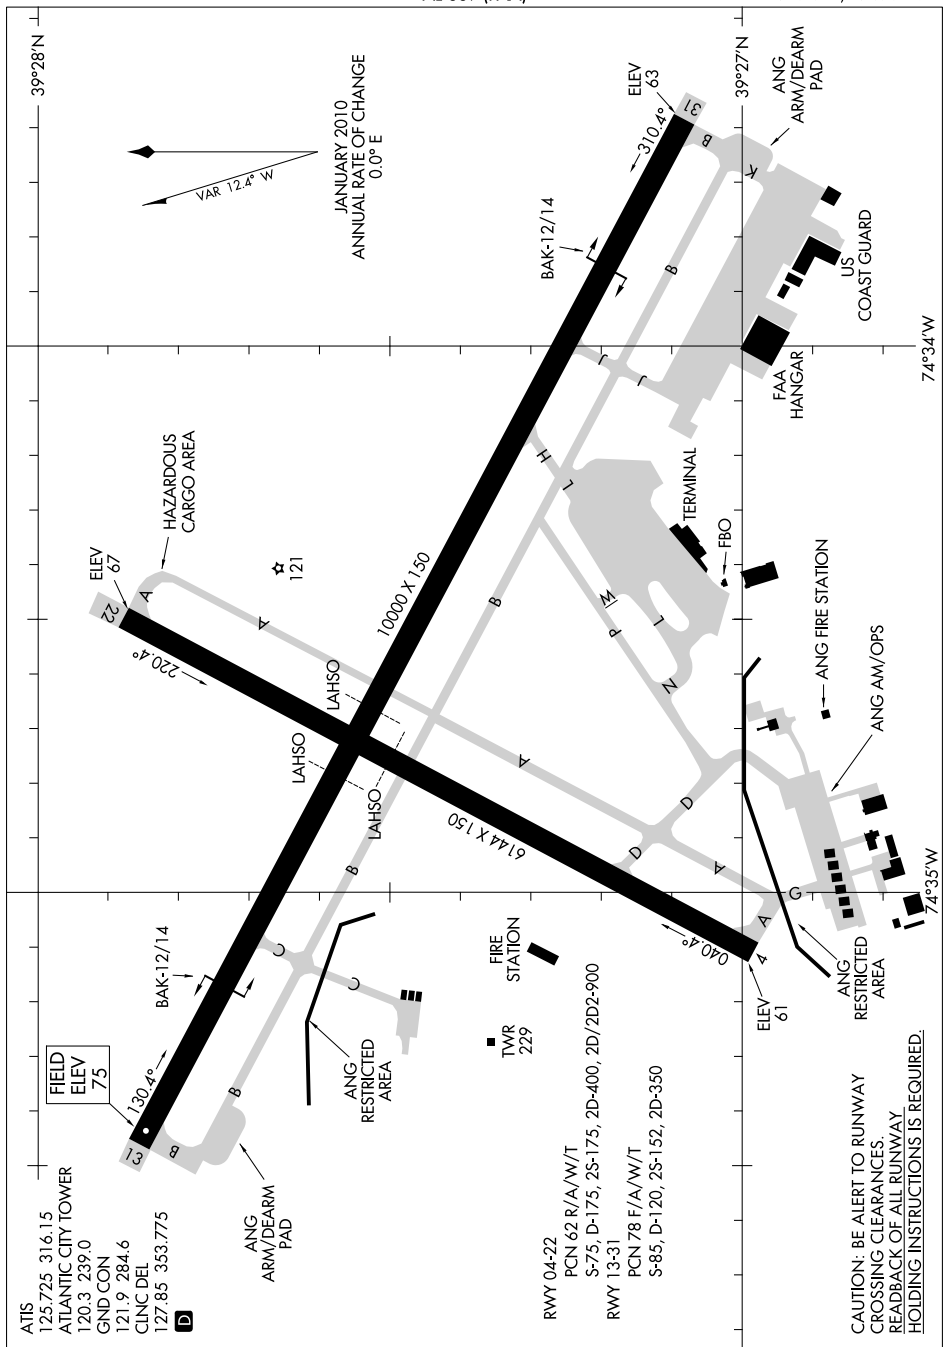 39°28'N
JANUARY 2010
ANNUAL RATE OF CHANGE
0.0° E
VAR 12.4° W
ELEV
63
39°27'N
ANG
ARM/DEARM
PAD
31
310.4°
B
K
BAK-12/14
B
US
COAST GUARD
74°34'W
J
J
FAA
HANGAR
HAZARDOUS
CARGO AREA
H
L
TERMINAL
FBO
ELEV
67
22
A
121
A
10000 X 150
B
M
P
L
N
220.4°
LAHSO
LAHSO
LAHSO
ANG FIRE STATION
ANG AM/OPS
A
D
D
6144 X 150
B
A
G
74°35'W
A
4
040.4°
ELEV
61
ANG
RESTRICTED
AREA
BAK-12/14
C
C
FIRE
STATION
TWR
229
ANG
RESTRICTED
AREA
FIELD
ELEV
75
130.4°
13
B
B
ANG
ARM/DEARM
PAD
ATIS
125.725 316.15
ATLANTIC CITY TOWER
120.3 239.0
GND CON
121.9 284.6
CLNC DEL
127.85 353.775
D
RWY 04-22
PCN 62 R/A/W/T
S-75, D-175, 2S-175, 2D-400, 2D/2D2-900
RWY 13-31
PCN 78 F/A/W/T
S-85, D-120, 2S-152, 2D-350
CAUTION: BE ALERT TO RUNWAY
CROSSING CLEARANCES.
READBACK OF ALL RUNWAY
HOLDING INSTRUCTIONS IS REQUIRED.